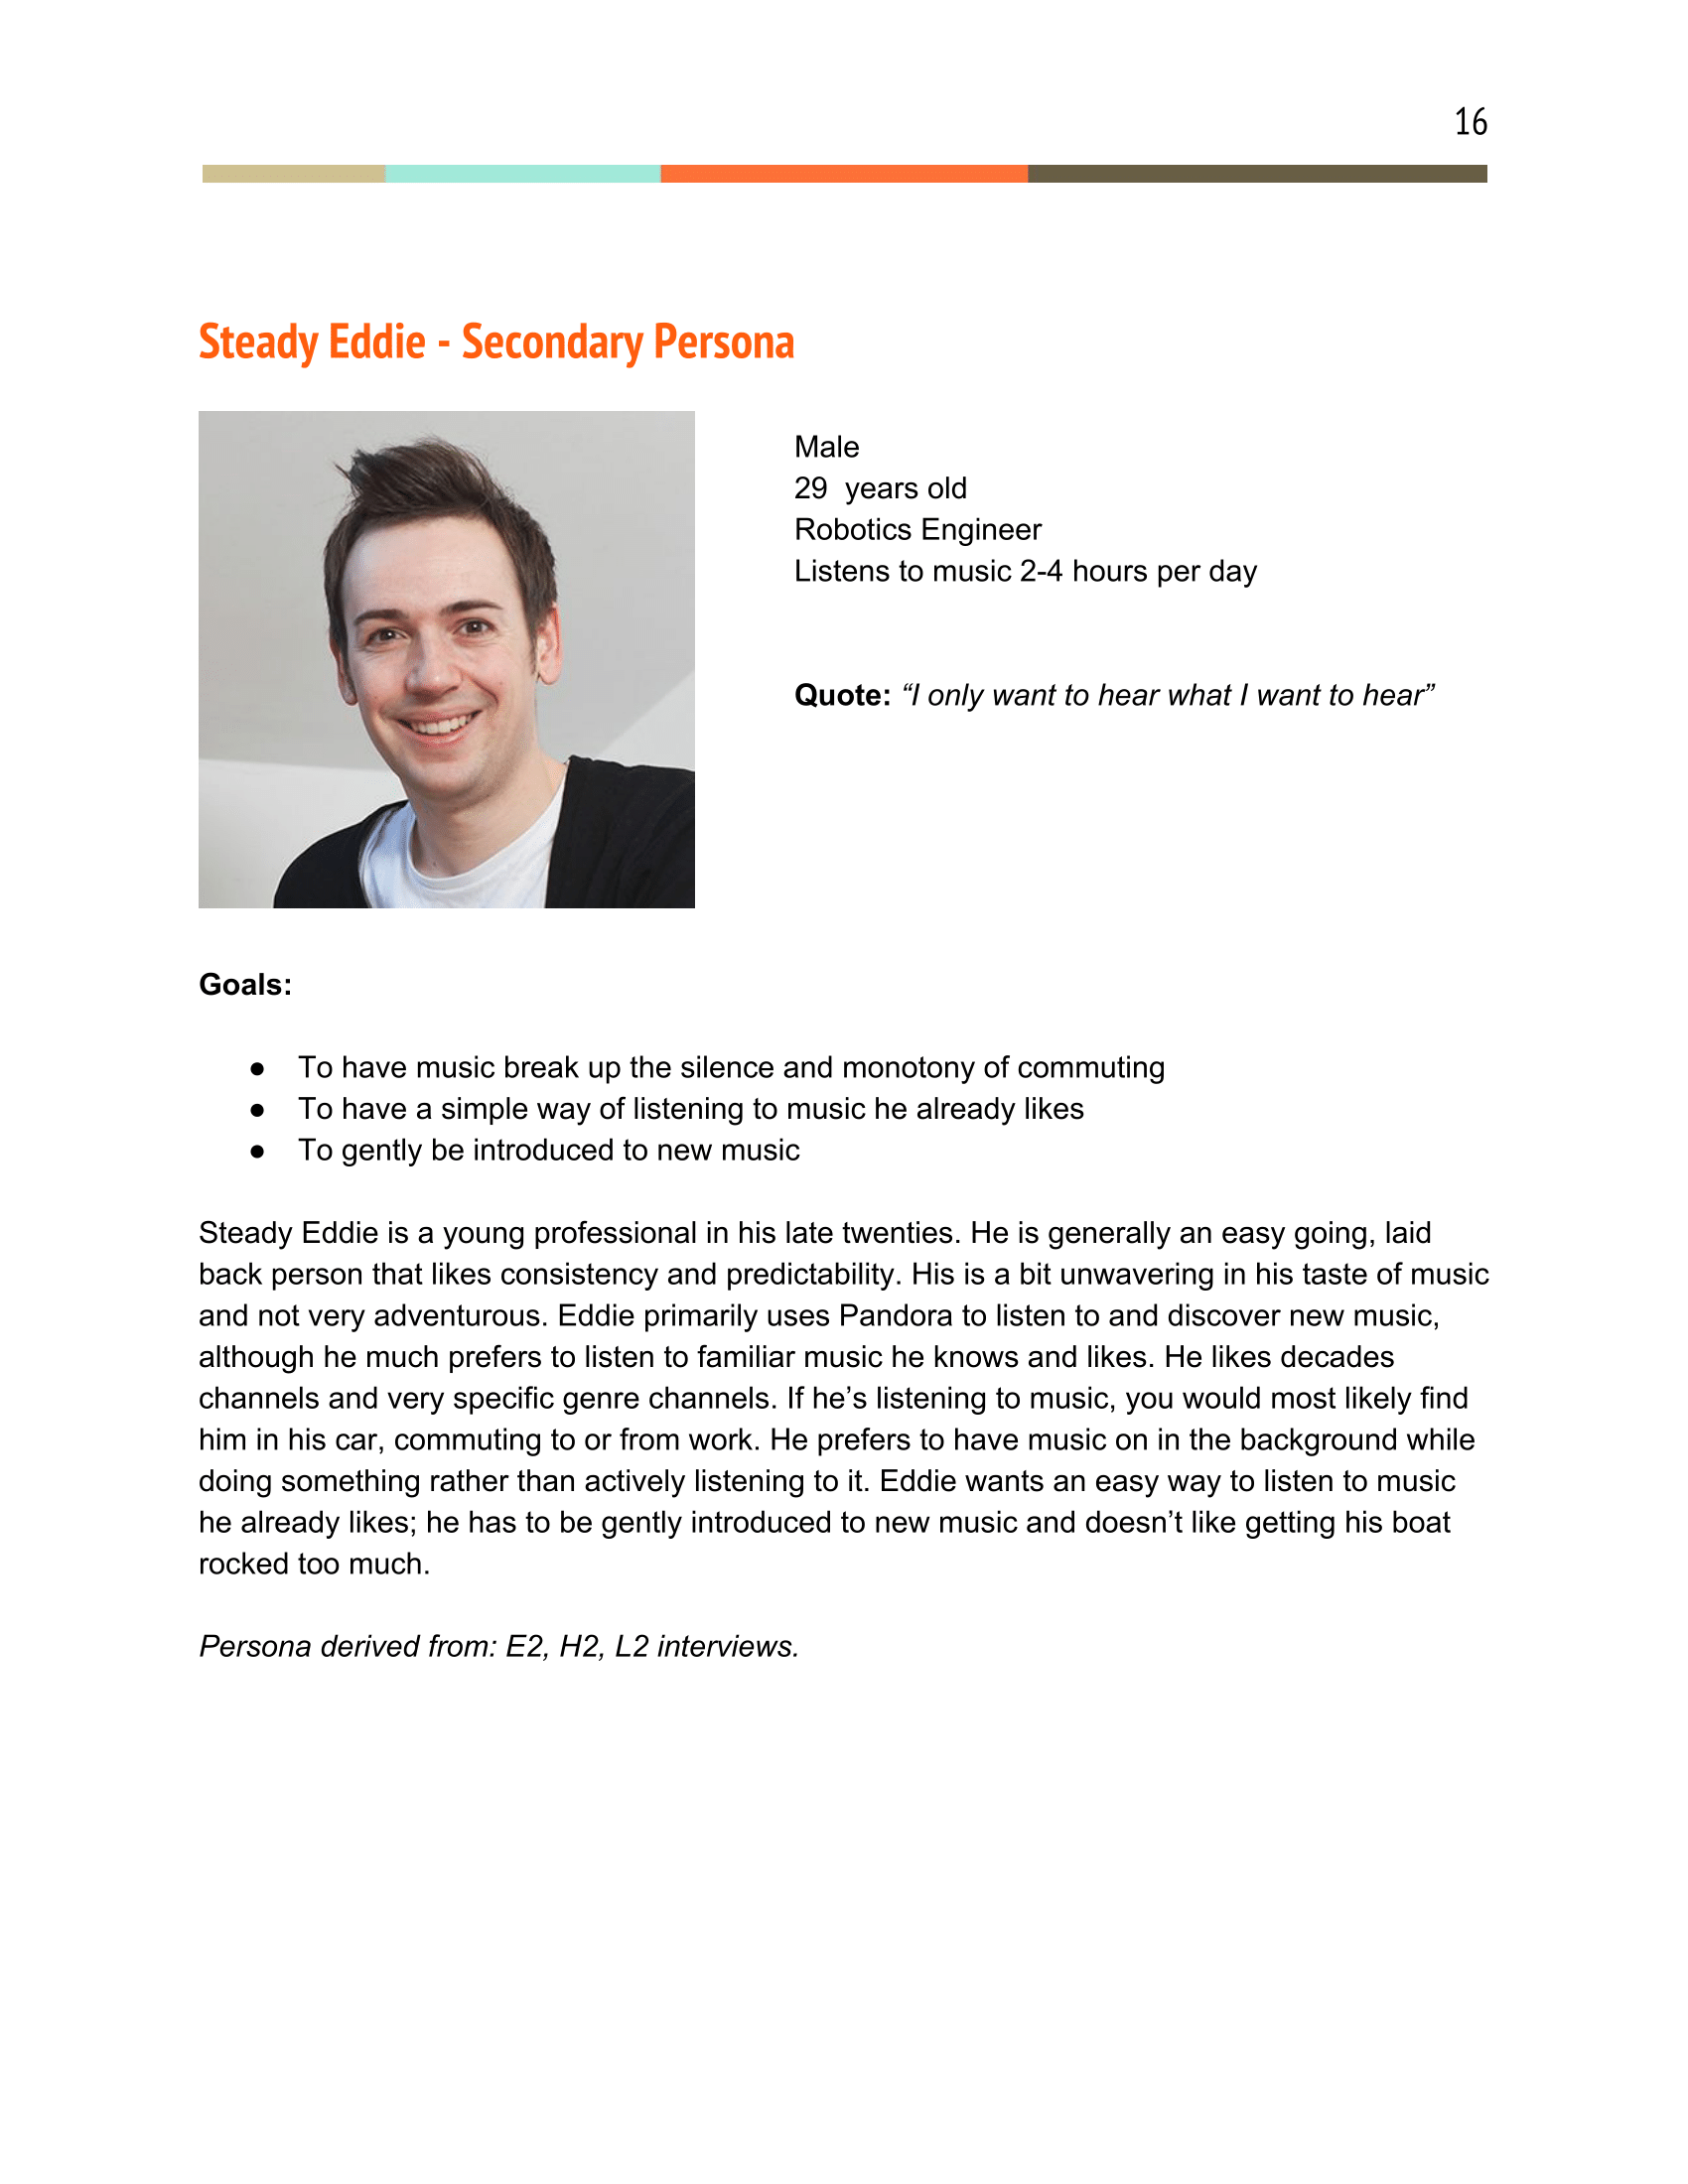 16
Steady Eddie - Secondary Persona
Male
29  years old
Robotics Engineer
Listens to music 2-4 hours per day
Quote: “I only want to hear what I want to hear”
Goals:
● To have music break up the silence and monotony of commuting
● To have a simple way of listening to music he already likes
● To gently be introduced to new music
Steady Eddie is a young professional in his late twenties. He is generally an easy going, laid
back person that likes consistency and predictability. His is a bit unwavering in his taste of music
and not very adventurous. Eddie primarily uses Pandora to listen to and discover new music,
although he much prefers to listen to familiar music he knows and likes. He likes decades
channels and very specific genre channels. If he’s listening to music, you would most likely find
him in his car, commuting to or from work. He prefers to have music on in the background while
doing something rather than actively listening to it. Eddie wants an easy way to listen to music
he already likes; he has to be gently introduced to new music and doesn’t like getting his boat
rocked too much.
Persona derived from: E2, H2, L2 interviews.